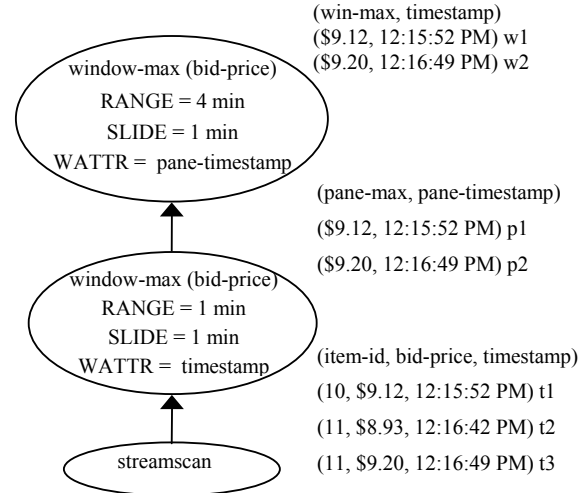 (win-max, timestamp)
($9.12, 12:15:52 PM) w1
($9.20, 12:16:49 PM) w2
window-max (bid-price)
RANGE = 4 min
SLIDE = 1 min
WATTR = pane-timestamp
(pane-max, pane-timestamp)
($9.12, 12:15:52 PM) p1
($9.20, 12:16:49 PM) p2
window-max (bid-price)
RANGE = 1 min
SLIDE = 1 min
WATTR = timestamp
(item-id, bid-price, timestamp)
(10, $9.12, 12:15:52 PM) t1
(11, $8.93, 12:16:42 PM) t2
(11, $9.20, 12:16:49 PM) t3
streamscan